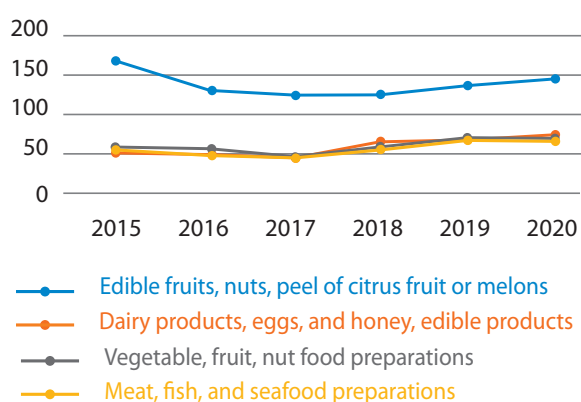 200
150
100
50
0
2015 2016 2017 2018 2019 2020
Edible fruits, nuts, peel of citrus fruit or melons
Dairy products, eggs, and honey, edible products
Vegetable, fruit, nut food preparations
Meat, fish, and seafood preparations